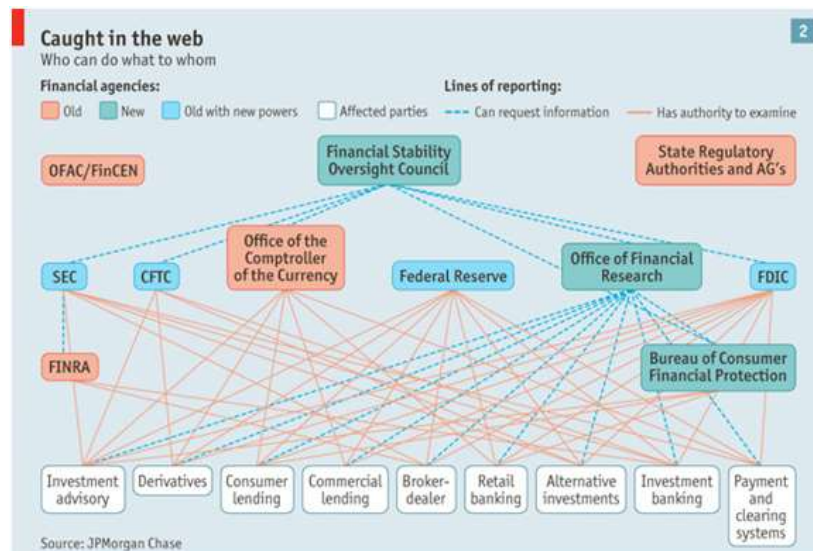 2
Caught in the web
Who can do what to whom
Financial agencies:
Lines of reporting:
Old
New
Old with new powers
Affected parties
Can request information
Has authority to examine
OFAC/FinCEN
Financial Stability
Oversight Council
State Regulatory
Authorities and AG's
SEC
CFTC
Office of the
Comptroller
of the Currency
Federal Reserve
Office of Financial
Research
FDIC
FINRA
Bureau of Consumer
Financial Protection
Investment
advisory
Derivatives
Consumer
lending
Commercial
lending
Broker-
dealer
Retail
banking
Alternative
investments
Investment
banking
Payment
and
clearing
systems
Source: JPMorgan Chase